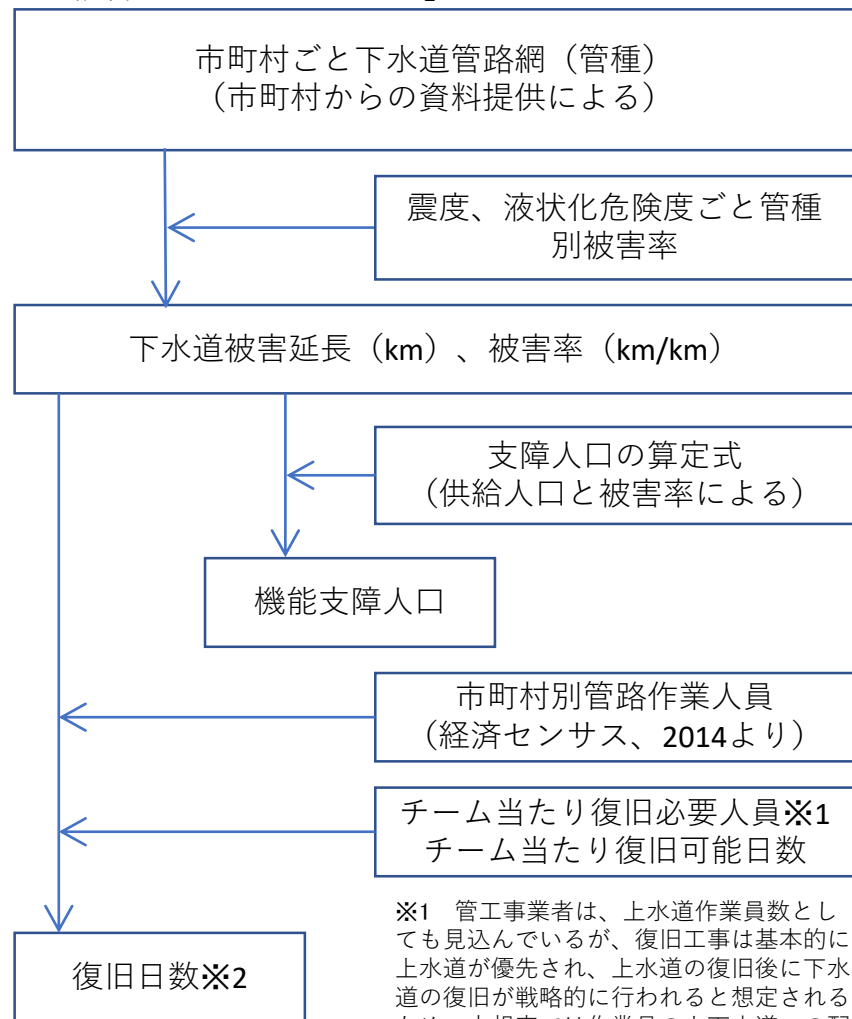 市町村ごと下水道管路網（管種）
（市町村からの資料提供による）
震度、液状化危険度ごと管種
別被害率
下水道被害延長（km）、被害率（km/km）
支障人口の算定式
（供給人口と被害率による）
機能支障人口
市町村別管路作業人員
（経済センサス、2014より）
チーム当たり復旧必要人員※1
チーム当たり復旧可能日数
※1　管工事業者は、上水道作業員数とし
ても見込んでいるが、復旧工事は基本的に
上水道が優先され、上水道の復旧後に下水
道の復旧が戦略的に行われると想定される
復旧日数※2